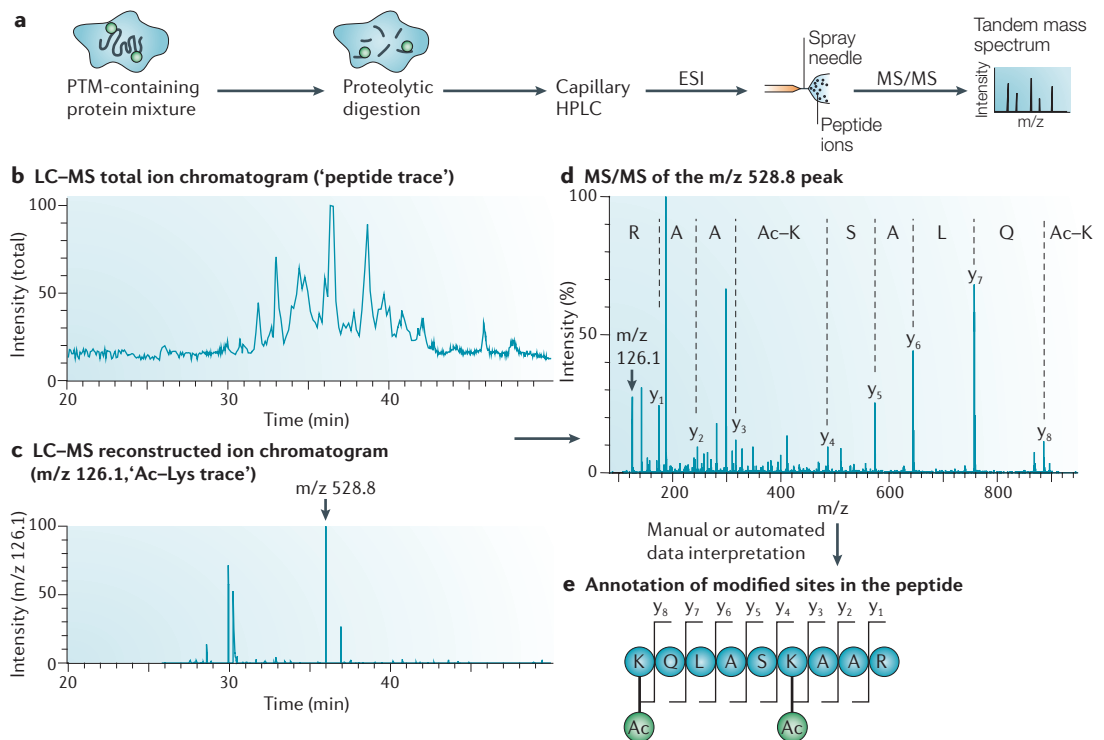 a
PTM-containing
protein mixture
Proteolytic
digestion
Capillary
HPLC
ESI
Spray
needle
Peptide
ions
MS/MS
Tandem mass
spectrum
Intensity
m/z
b LC–MS total ion chromatogram (‘peptide trace’)
Intensity (total)
100
50
0
20
30
40
Time (min)
c LC–MS reconstructed ion chromatogram
(m/z 126.1,‘Ac–Lys trace’)
m/z 528.8
Intensity (m/z 126.1)
100
50
0
20
30
40
Time (min)
d MS/MS of the m/z 528.8 peak
Intensity (%)
100
50
0
R A A Ac–K S A L Q Ac–K
m/z
126.1
y1
y2
y3
y4
y5
y6
y7
y8
200 400 600 800
m/z
Manual or automated
data interpretation
e Annotation of modified sites in the peptide
y8 y7 y6 y5 y4 y3 y2 y1
K Q L A S K A A R
Ac Ac